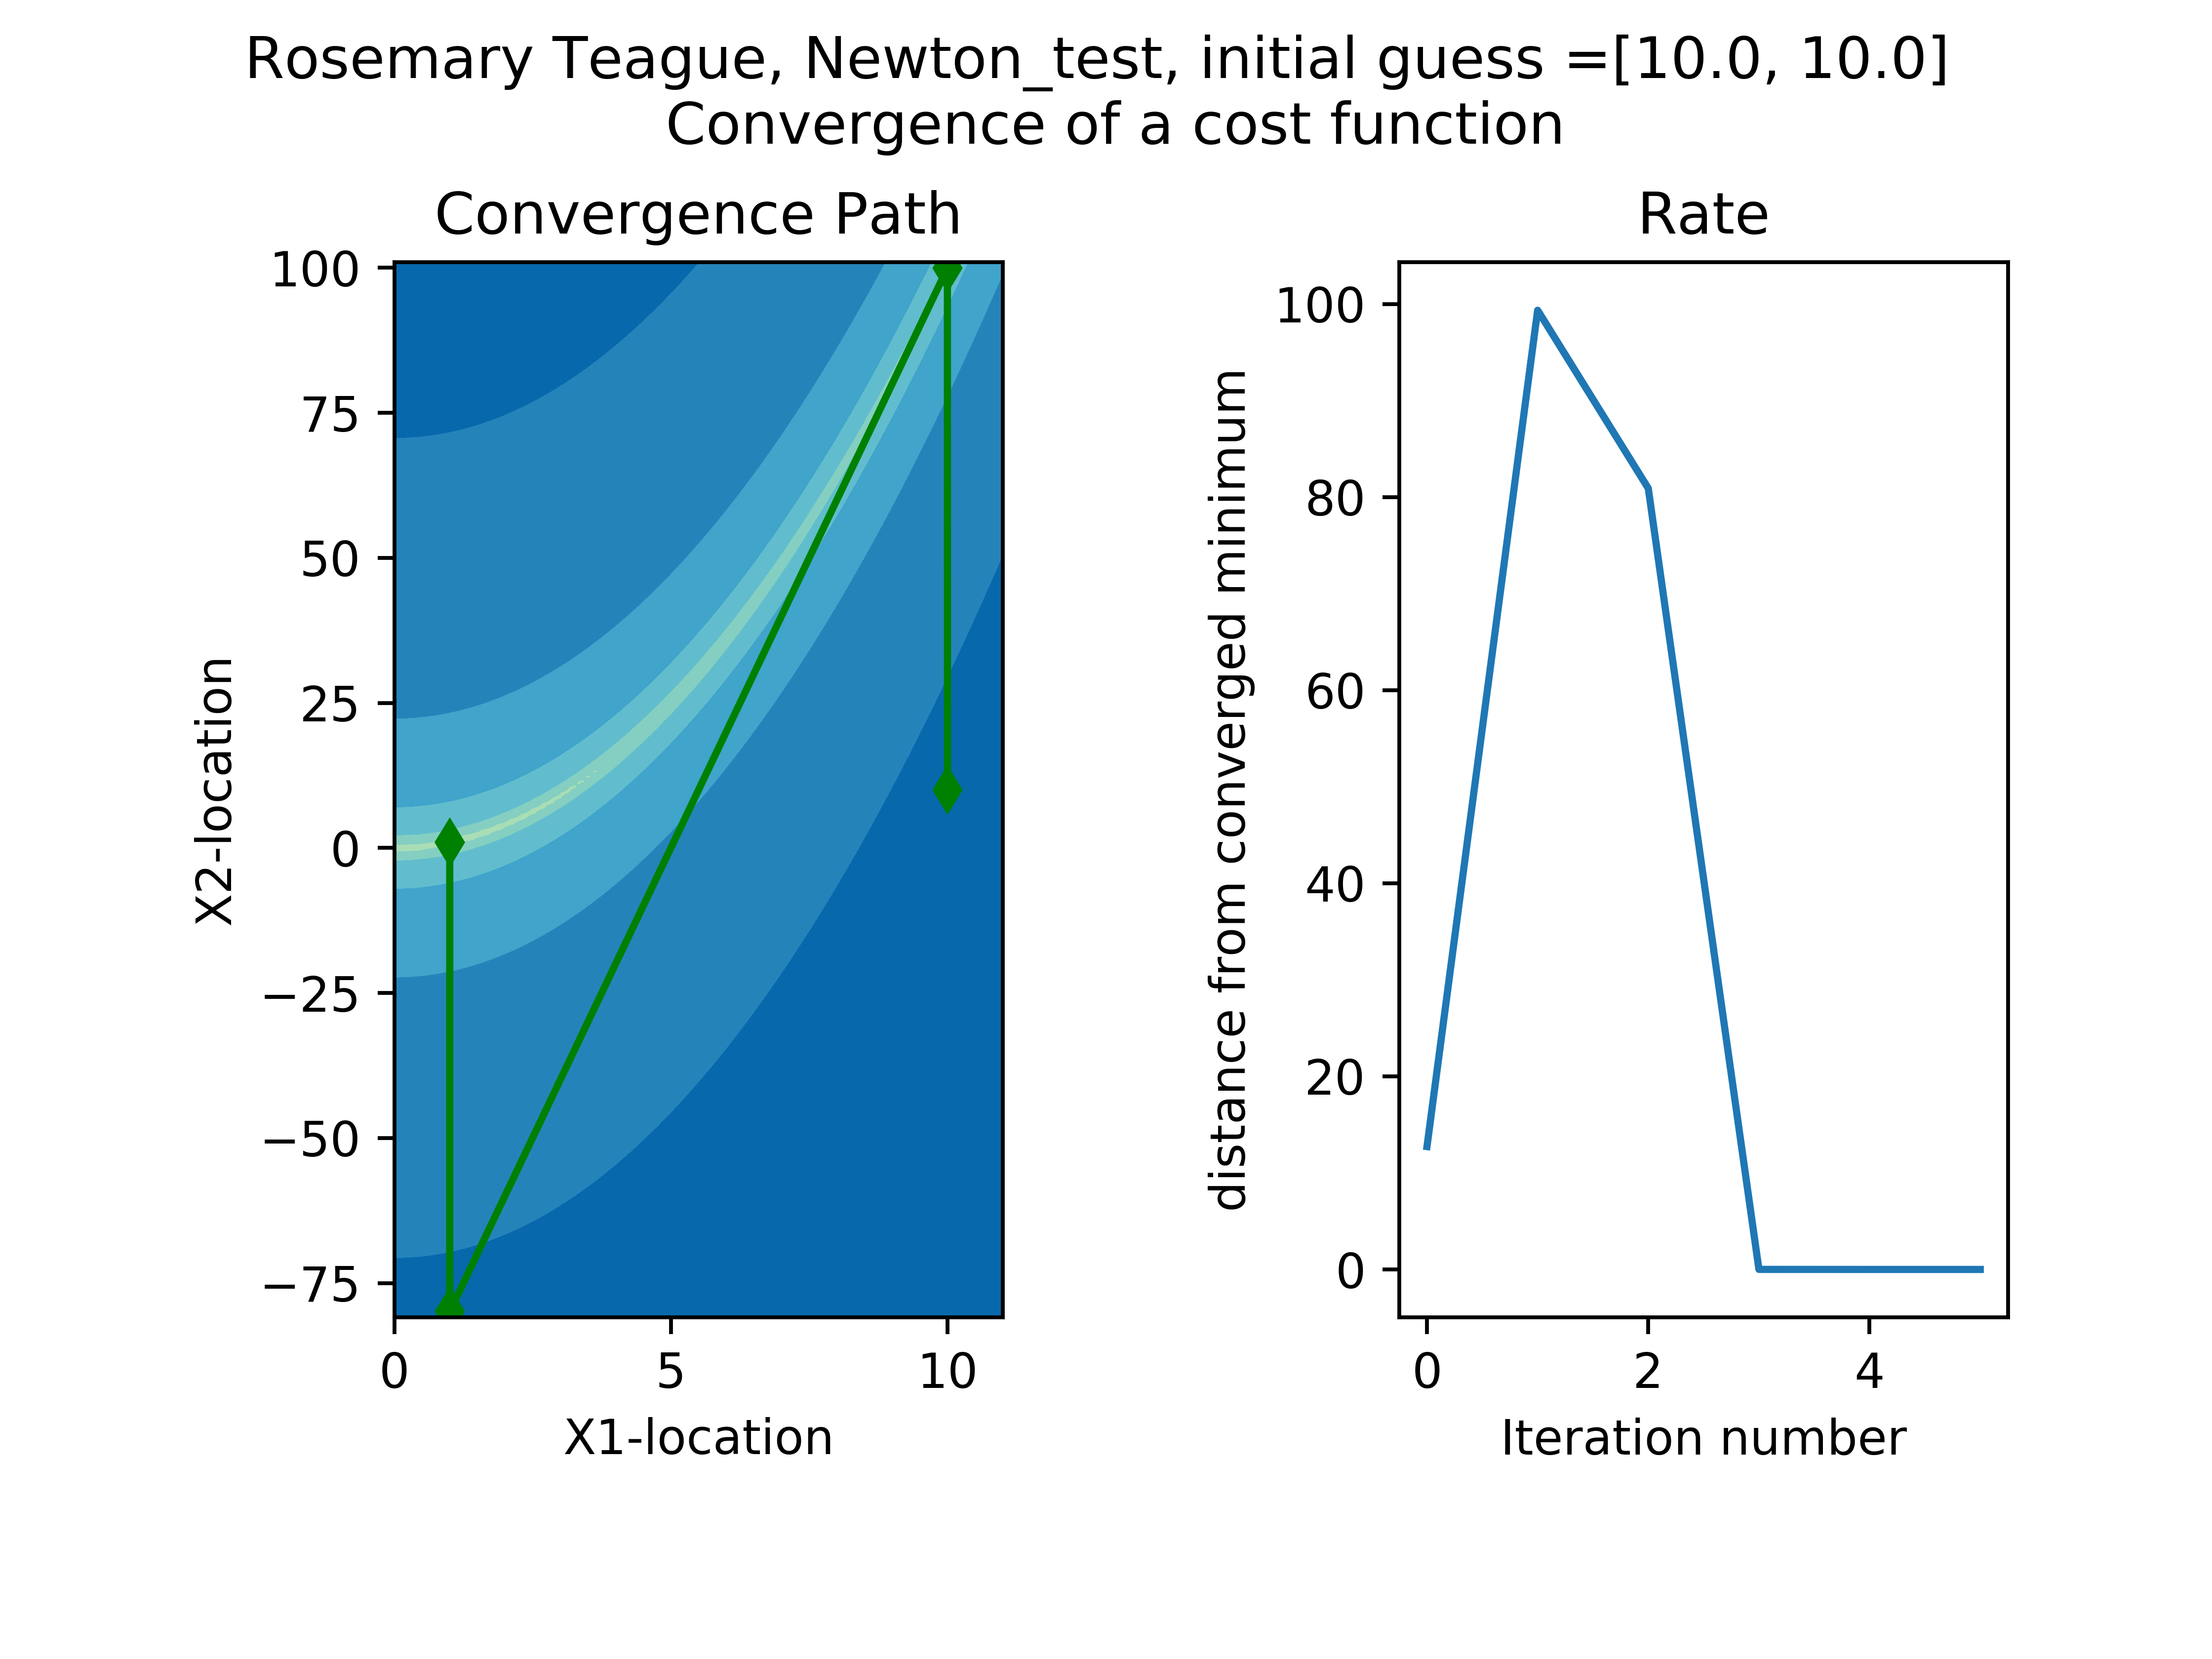 Rosemary Teague, Newton_test, initial guess =[10.0, 10.0]
Convergence of a cost function
Convergence Path
100
75
50
25
0
−25
−50
−75
X2-location
0 5 10
X1-location
Rate
100
80
60
40
20
0
distance from converged minimum
0 2 4
Iteration number